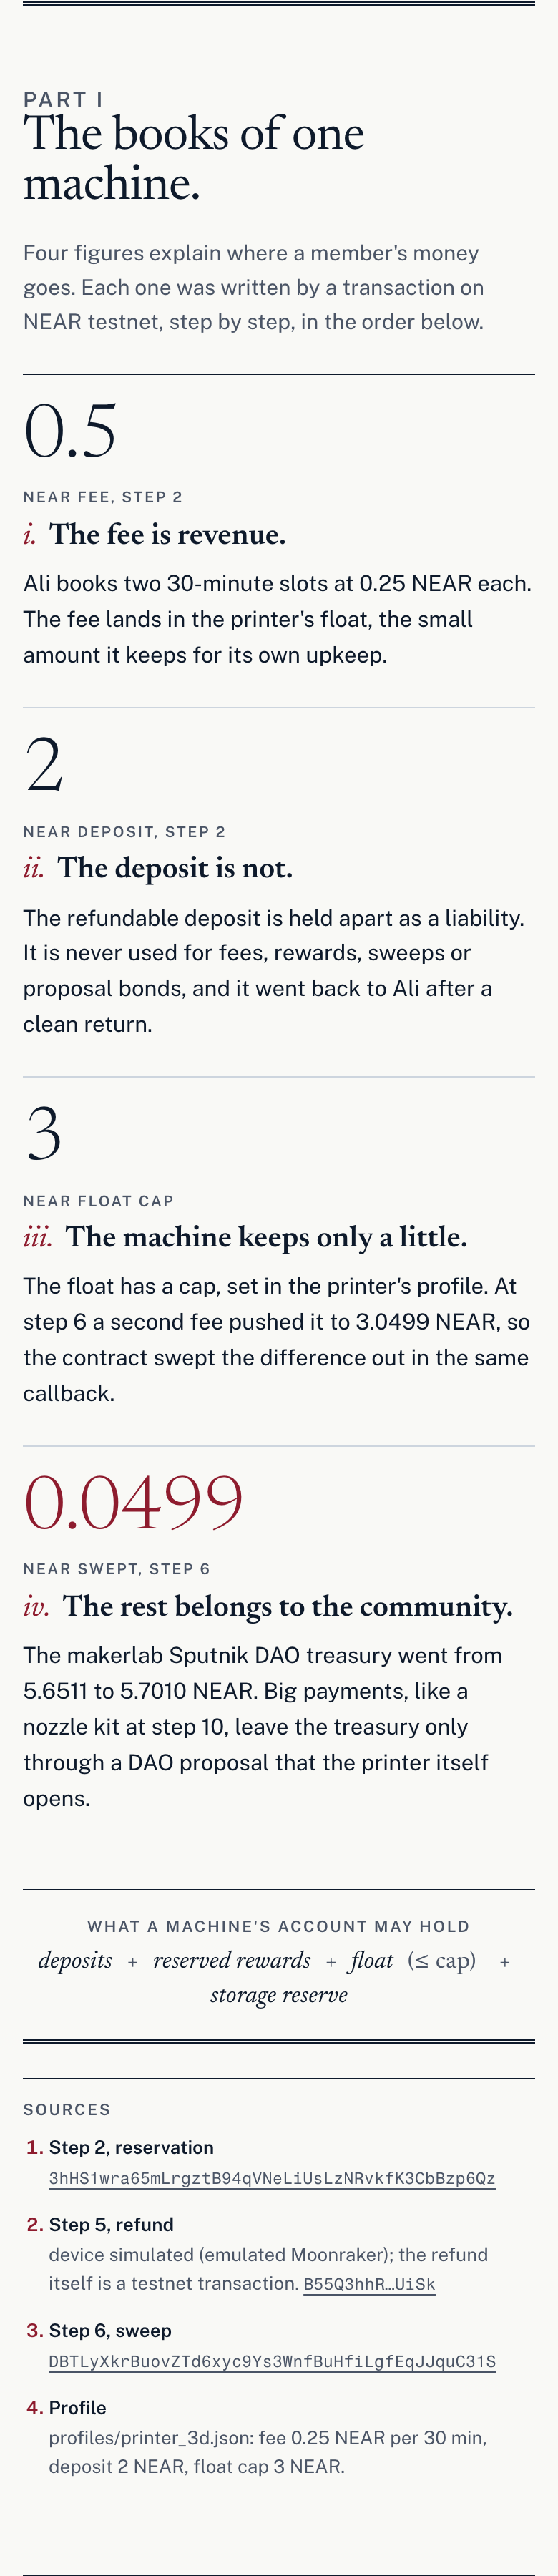 PART I
The books of one
machine.
Four figures explain where a member's money
goes. Each one was written by a transaction on
NEAR testnet, step by step, in the order below.
0.5
NEAR FEE, STEP 2
i. The fee is revenue.
Ali books two 30-minute slots at 0.25 NEAR each.
The fee lands in the printer's float, the small
amount it keeps for its own upkeep.
2
NEAR DEPOSIT, STEP 2
ii. The deposit is not.
The refundable deposit is held apart as a liability.
It is never used for fees, rewards, sweeps or
proposal bonds, and it went back to Ali after a
clean return.
3
NEAR FLOAT CAP
iii. The machine keeps only a little.
The float has a cap, set in the printer's profile. At
step 6 a second fee pushed it to 3.0499 NEAR, so
the contract swept the difference out in the same
callback.
0.0499
NEAR SWEPT, STEP 6
iv. The rest belongs to the community.
The makerlab Sputnik DAO treasury went from
5.6511 to 5.7010 NEAR. Big payments, like a
nozzle kit at step 10, leave the treasury only
through a DAO proposal that the printer itself
opens.
WHAT A MACHINE'S ACCOUNT MAY HOLD
deposits + reserved rewards + float (≤ cap) +
storage reserve
SOURCES
1. Step 2, reservation
3hHS1wra65mLrgztB94qVNeLiUsLzNRvkfK3CbBzp6Qz
2. Step 5, refund
device simulated (emulated Moonraker); the refund
itself is a testnet transaction. B55Q3hhR…UiSk
3. Step 6, sweep
DBTLyXkrBuovZTd6xyc9Ys3WnfBuHfiLgfEqJJquC31S
4. Profile
profiles/printer_3d.json: fee 0.25 NEAR per 30 min,
deposit 2 NEAR, float cap 3 NEAR.